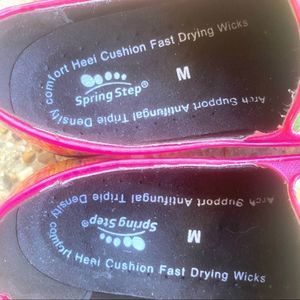 comfort Heel Cushion Fast Drying Wicks
Spring Step®
M
Arch Support Antifungal Triple Density
Arch Support Antifungal Triple Density
Spring Step®
M
comfort Heel Cushion Fast Drying Wicks